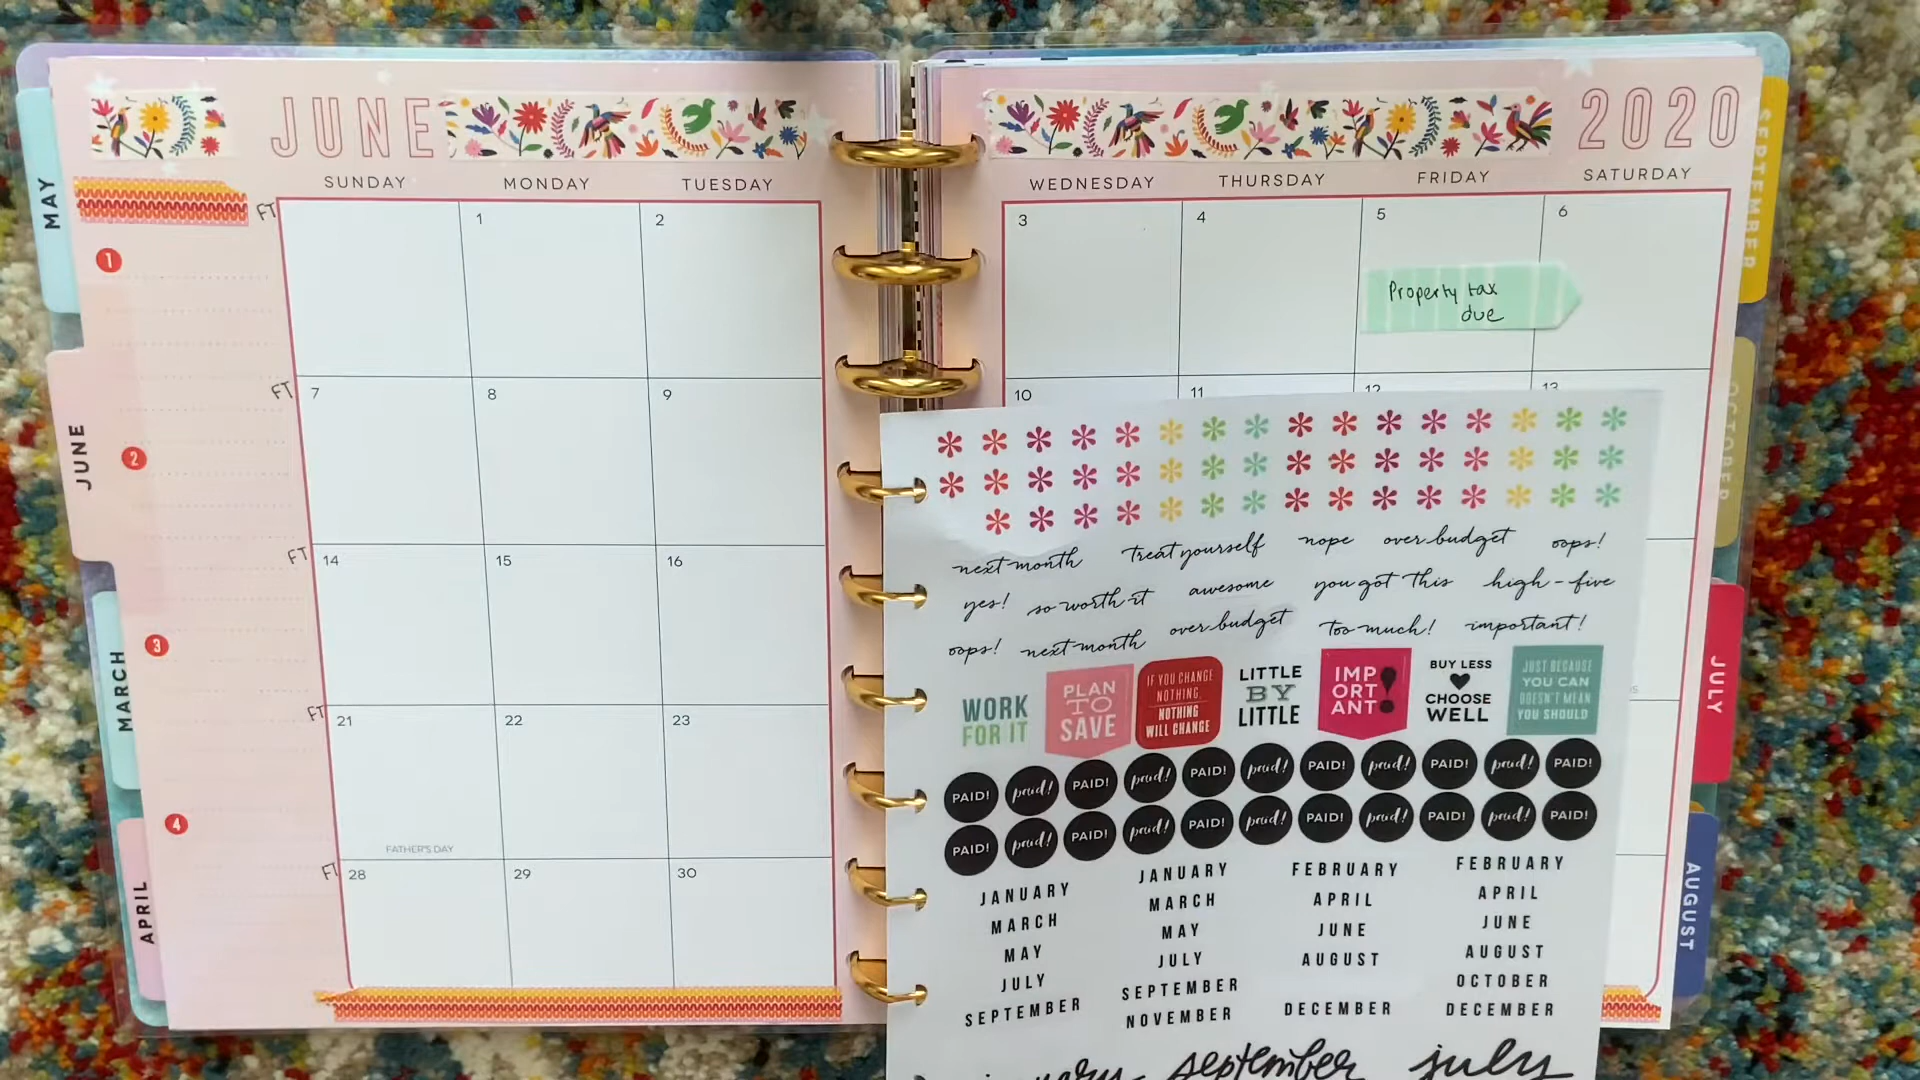 JUNE
2020
SUNDAY MONDAY TUESDAY WEDNESDAY THURSDAY FRIDAY SATURDAY
FT
1 2 3 4 5 6
Property tax
due
FT
7 8 9 10 11 12 13
FT
14 15 16
FT
21 22 23
FATHER'S DAY
FT
28 29 30
1
2
3
4
MAY
JUNE
MARCH
APRIL
SEPTEMBER
OCTOBER
JULY
AUGUST
next month treat yourself nope over budget oops!
yes! so worth it awesome you got this high-five
oops! next month over budget too much! important!
WORK
FOR IT
PLAN
TO
SAVE
IF YOU CHANGE
NOTHING,
NOTHING
WILL CHANGE
LITTLE
BY
LITTLE
IMP
ORT
ANT!
BUY LESS
CHOOSE
WELL
JUST BECAUSE
YOU CAN
DOESN'T MEAN
YOU SHOULD
PAID! paid! PAID! paid! PAID! paid! PAID! paid! PAID! paid! PAID!
PAID! paid! PAID! paid! PAID! paid! PAID! paid! PAID! paid! PAID!
JANUARY JANUARY FEBRUARY FEBRUARY
MARCH MARCH APRIL APRIL
MAY MAY JUNE JUNE
JULY JULY AUGUST AUGUST
OCTOBER
SEPTEMBER SEPTEMBER DECEMBER DECEMBER
NOVEMBER
september july